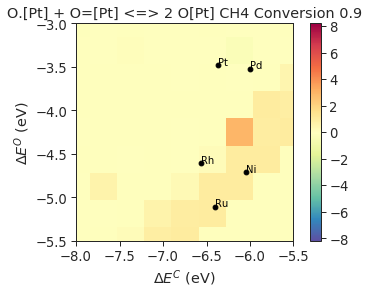 O.[Pt] + O=[Pt] <=> 2 O[Pt] CH4 Conversion 0.9
−3.0
−3.5
−4.0
−4.5
−5.0
−5.5
ΔE^O (eV)
Pt
Pd
Rh
Ni
Ru
−8.0
−7.5
−7.0
−6.5
−6.0
−5.5
ΔE^C (eV)
8
6
4
2
0
−2
−4
−6
−8